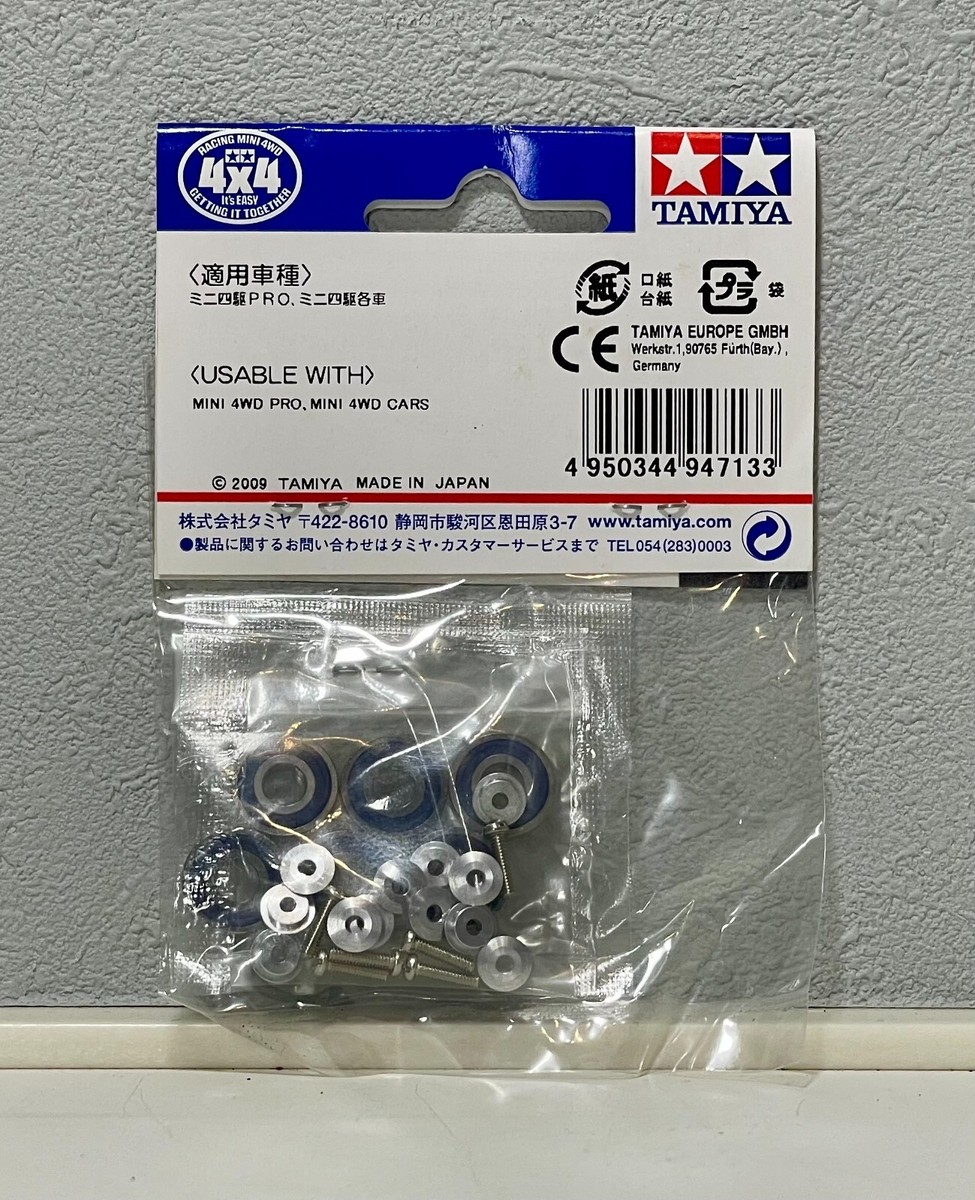 RACING MINI 4WD
4x4
It's EASY
GETTING IT TOGETHER
TAMIYA
〈適用車種〉
ミニ四駆PRO、ミニ四駆各車
紙
口紙
台紙
プラ
袋
CE
TAMIYA EUROPE GMBH
Werkstr.1,90765 Fürth(Bay.),
Germany
〈USABLE WITH〉
MINI 4WD PRO, MINI 4WD CARS
4 950344 947133
© 2009 TAMIYA MADE IN JAPAN
株式会社タミヤ 〒422-8610 静岡市駿河区恩田原3-7 www.tamiya.com
●製品に関するお問い合わせはタミヤ・カスタマーサービスまで TEL 054(283)0003